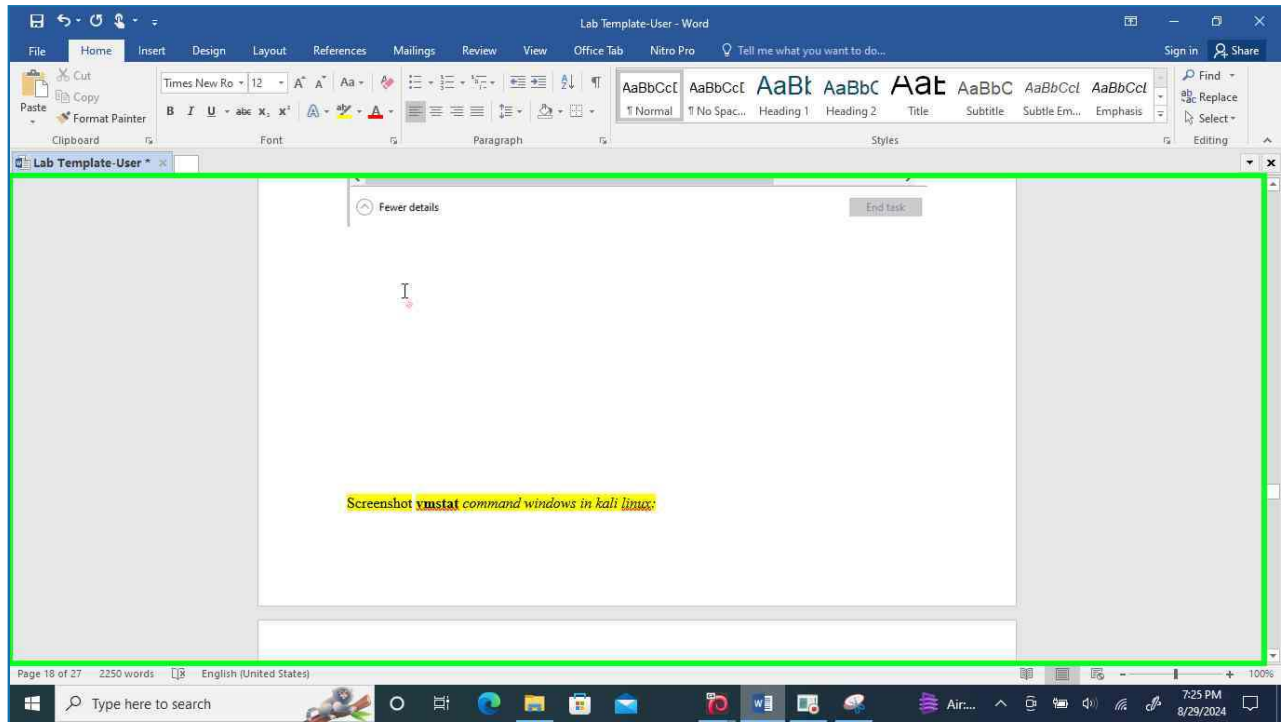 Lab Template-User - Word
File Home Insert Design Layout References Mailings Review View Office Tab Nitro Pro Tell me what you want to do... Sign in Share
Paste
Cut
Copy
Format Painter
Clipboard
Times New Ro 12
Font
Paragraph
AaBbCcI AaBbCcI AaBb AaBbC AaB AaBbC AaBbCcl AaBbCcl
¶ Normal ¶ No Spac... Heading 1 Heading 2 Title Subtitle Subtle Em... Emphasis
Styles
Find
Replace
Select
Editing
Lab Template-User *
Fewer details End task
Screenshot vmstat command windows in kali linux:
Page 18 of 27 2250 words English (United States) 100%
Type here to search
Air:...
7:25 PM
8/29/2024